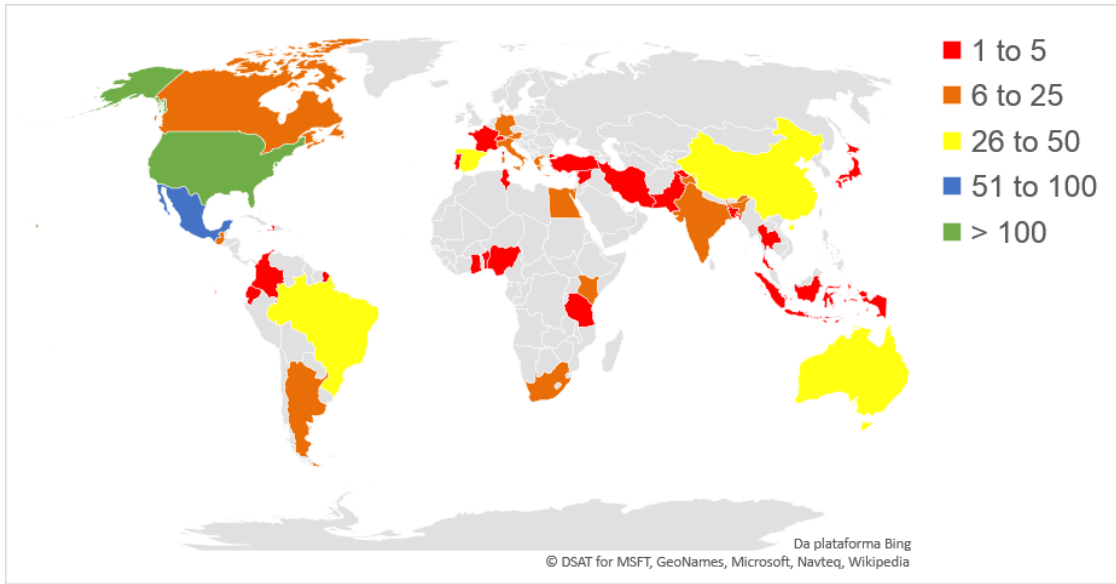 1 to 5
6 to 25
26 to 50
51 to 100
> 100
Da plataforma Bing
© DSAT for MSFT, GeoNames, Microsoft, Navteq, Wikipedia